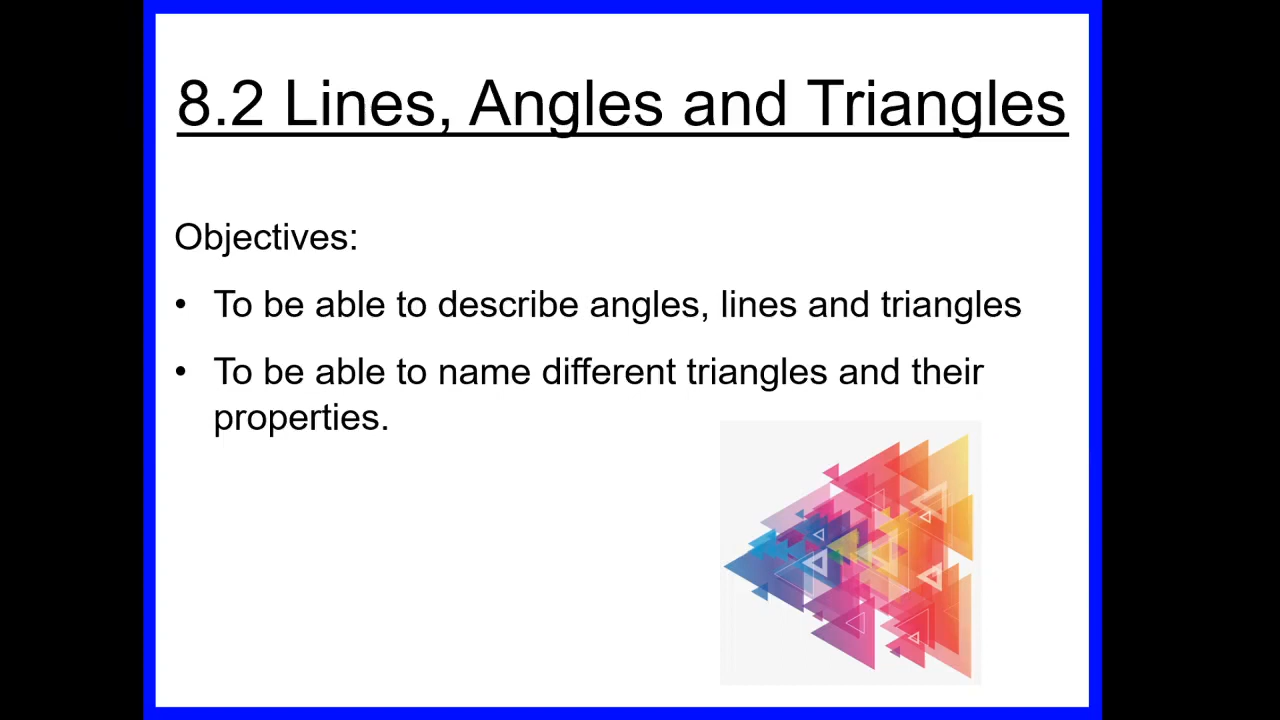 8.2 Lines, Angles and Triangles
Objectives:
• To be able to describe angles, lines and triangles
• To be able to name different triangles and their
properties.